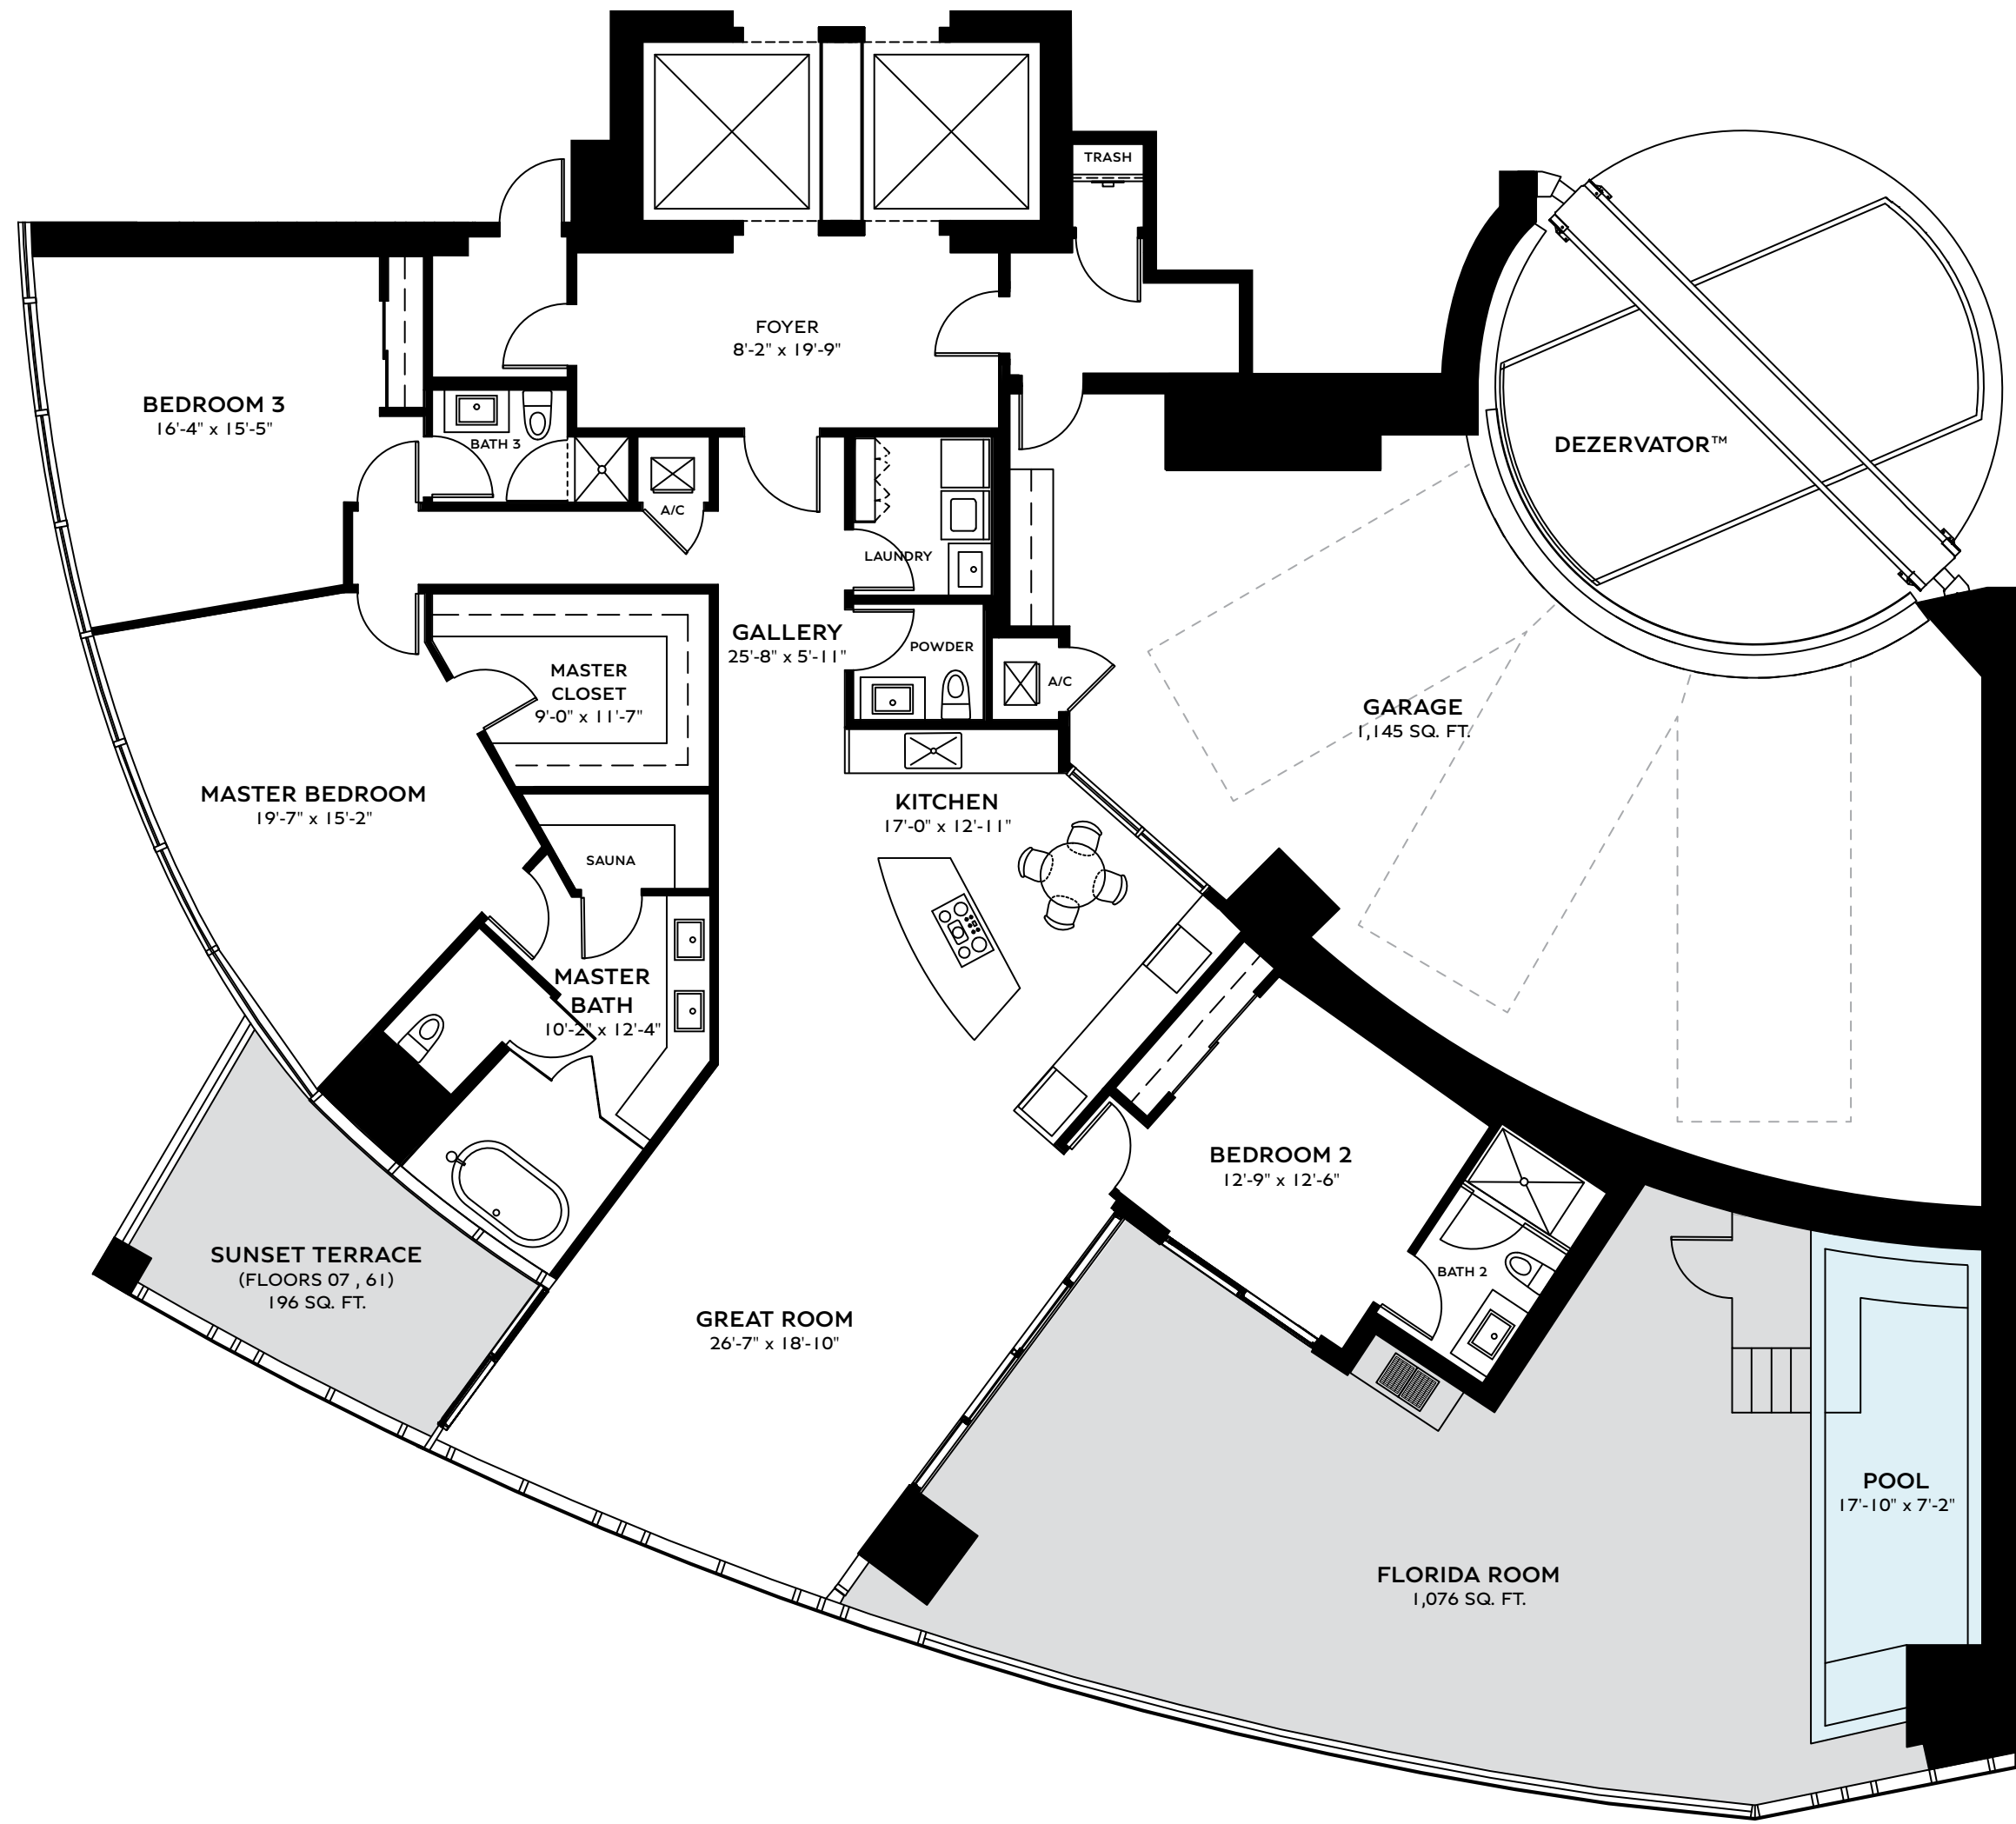 TRASH
FOYER
8'-2" x 19'-9"
BEDROOM 3
16'-4" x 15'-5"
BATH 3
DEZERVATOR™
A/C
LAUNDRY
GALLERY
25'-8" x 5'-11"
POWDER
MASTER
CLOSET
9'-0" x 11'-7"
A/C
GARAGE
1,145 SQ. FT.
MASTER BEDROOM
19'-7" x 15'-2"
KITCHEN
17'-0" x 12'-11"
SAUNA
MASTER
BATH
10'-2" x 12'-4"
BEDROOM 2
12'-9" x 12'-6"
SUNSET TERRACE
(FLOORS 07 , 61)
196 SQ. FT.
BATH 2
GREAT ROOM
26'-7" x 18'-10"
POOL
17'-10" x 7'-2"
FLORIDA ROOM
1,076 SQ. FT.